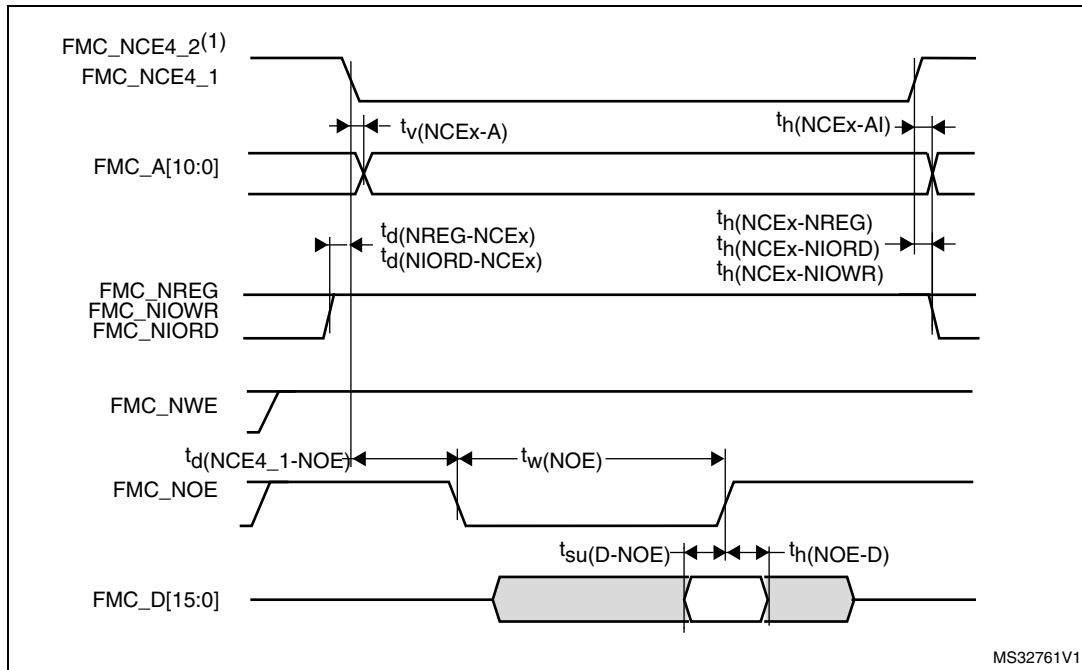 FMC_NCE4_2(1)
FMC_NCE4_1
tv(NCEx-A)
th(NCEx-AI)
FMC_A[10:0]
td(NREG-NCEx)
td(NIORD-NCEx)
th(NCEx-NREG)
th(NCEx-NIORD)
th(NCEx-NIOWR)
FMC_NREG
FMC_NIOWR
FMC_NIORD
FMC_NWE
td(NCE4_1-NOE)
tw(NOE)
FMC_NOE
tsu(D-NOE)
th(NOE-D)
FMC_D[15:0]
MS32761V1